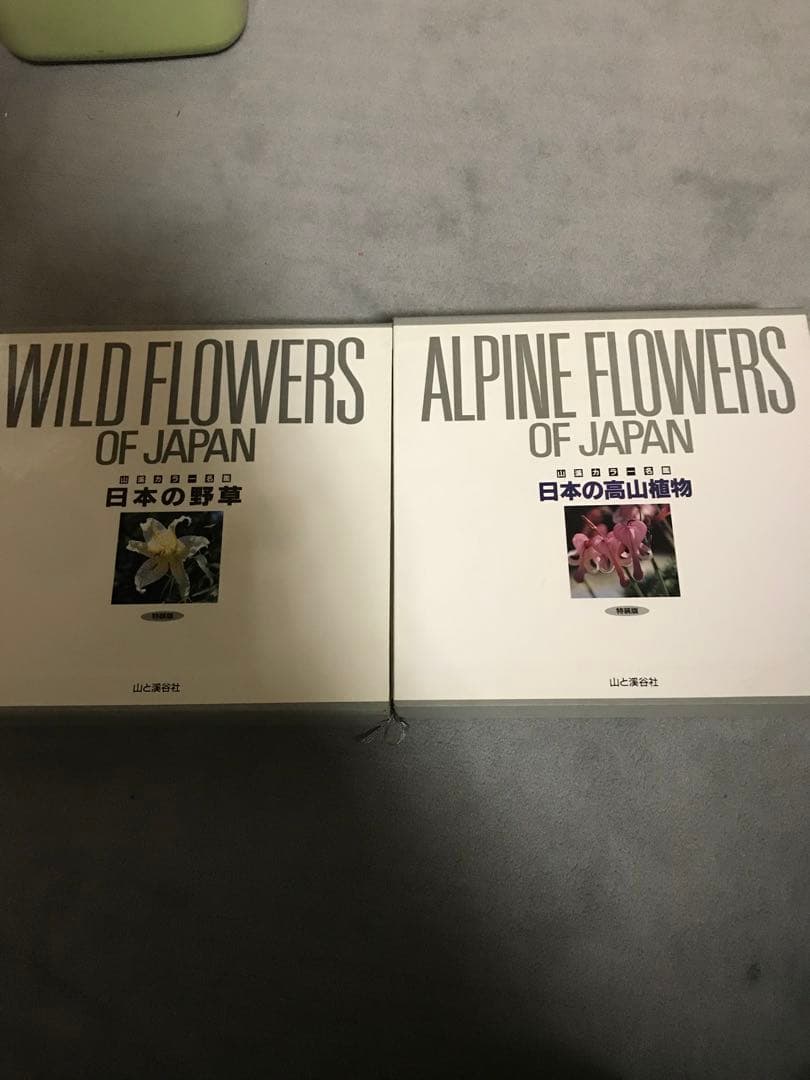 WILD FLOWERS
OF JAPAN
山溪カラー名鑑
日本の野草
特装版
山と溪谷社
ALPINE FLOWERS
OF JAPAN
山溪カラー名鑑
日本の高山植物
特装版
山と溪谷社